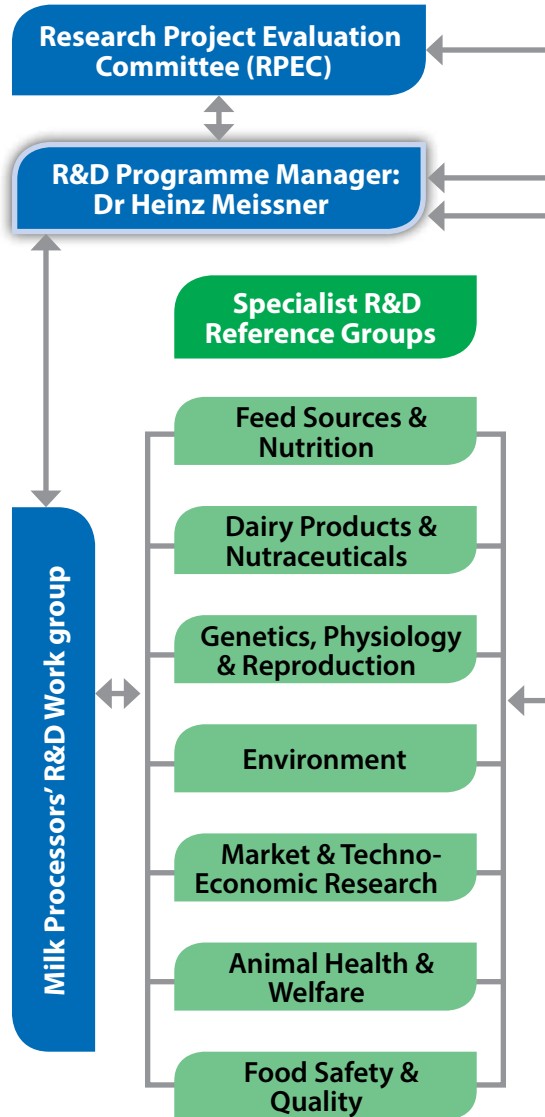 Research Project Evaluation
Committee (RPEC)
R&D Programme Manager:
Dr Heinz Meissner
Specialist R&D
Reference Groups
Feed Sources &
Nutrition
Dairy Products &
Nutraceuticals
Genetics, Physiology
& Reproduction
Environment
Market & Techno-
Economic Research
Animal Health &
Welfare
Food Safety &
Quality
Milk Processors’ R&D Work group